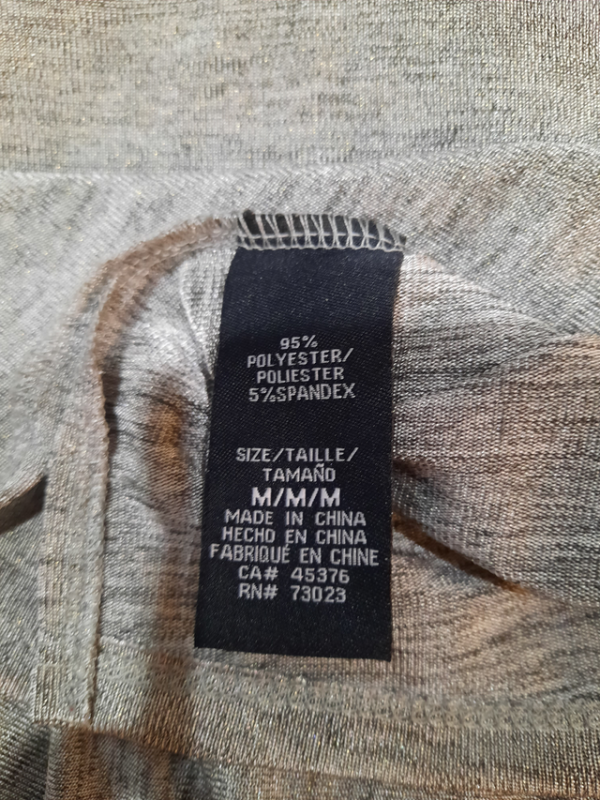 95%
POLYESTER/
POLIESTER
5%SPANDEX
SIZE/TAILLE/
TAMAÑO
M/M/M
MADE IN CHINA
HECHO EN CHINA
FABRIQUÉ EN CHINE
CA# 45376
RN# 73023